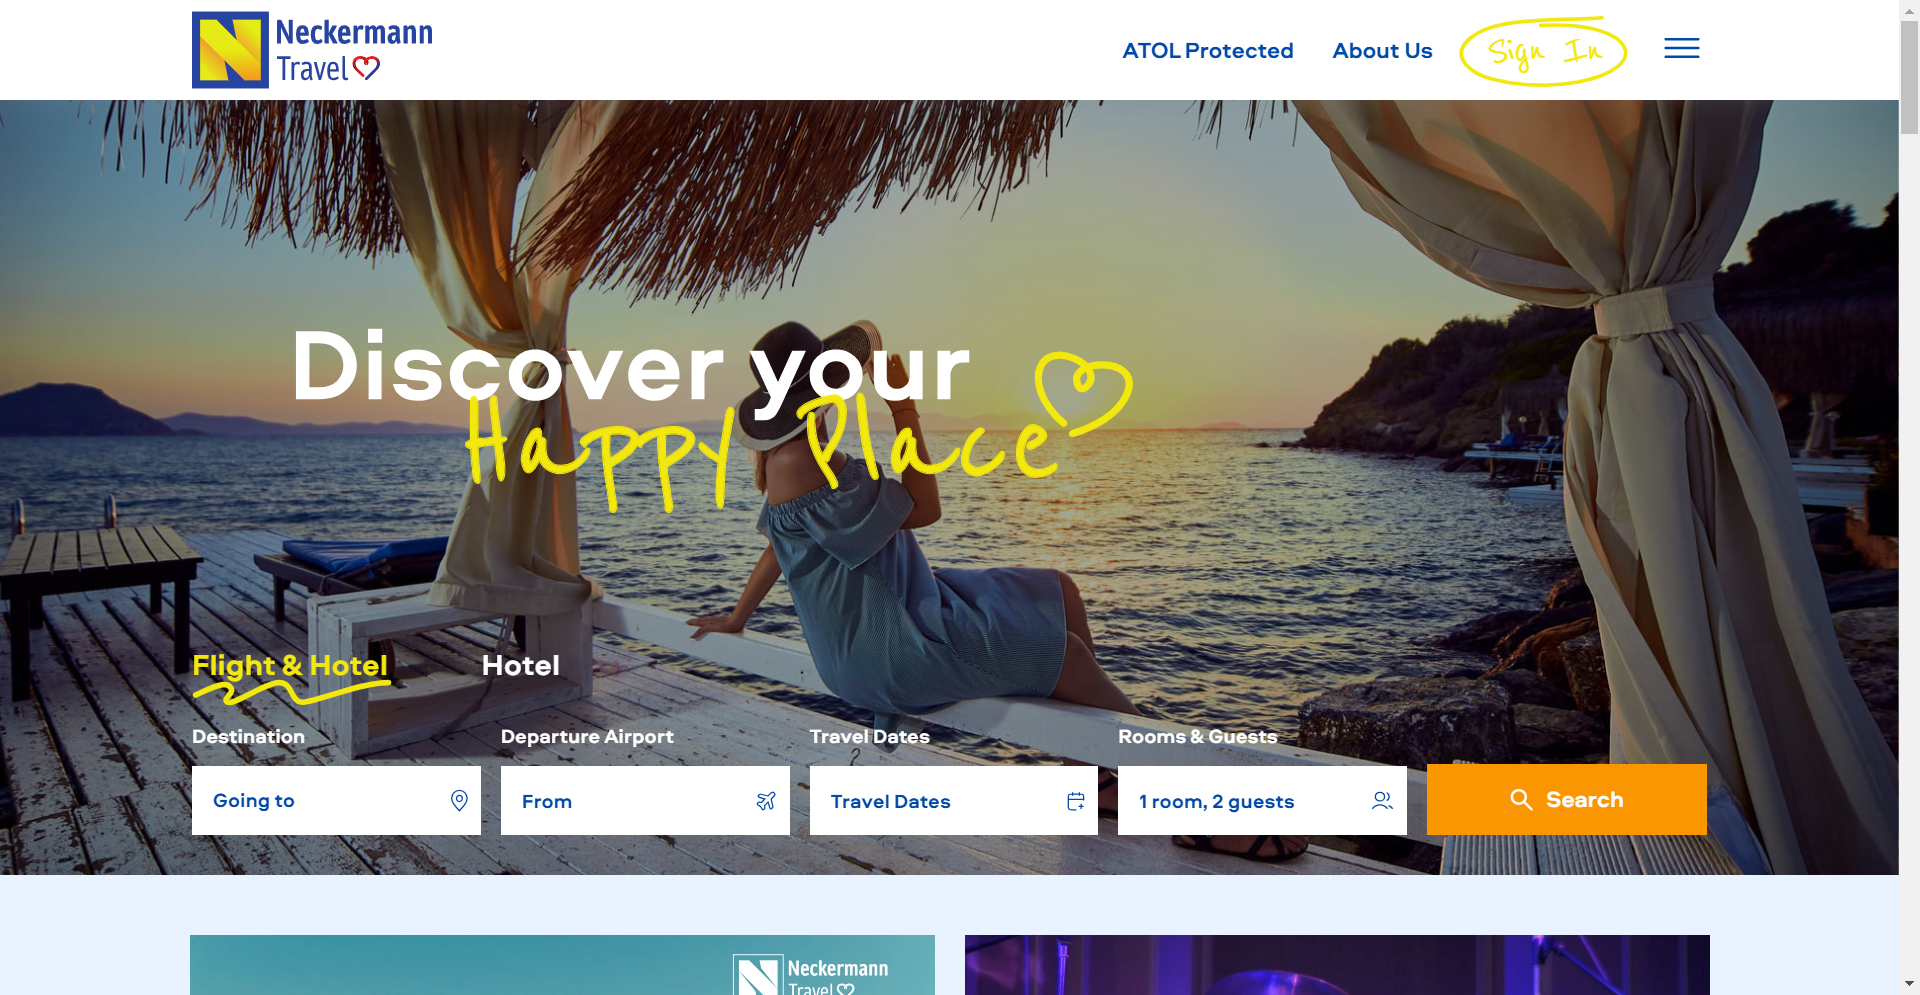 Neckermann
Travel
ATOL Protected
About Us
Sign In
Discover your
Happy Place
Flight & Hotel
Hotel
Destination
Departure Airport
Travel Dates
Rooms & Guests
Going to
From
Travel Dates
1 room, 2 guests
Search
Neckermann
Travel